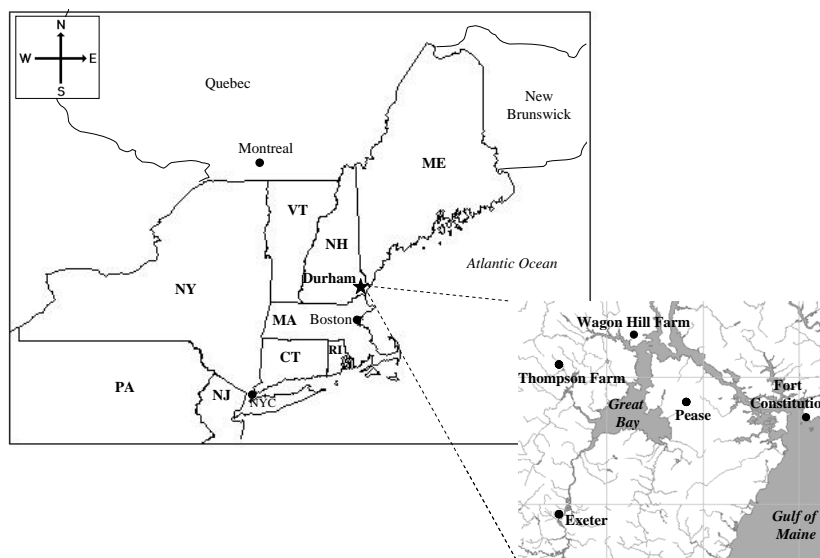 N
W E
S
Quebec
New
Brunswick
Montreal
ME
VT
NH
Atlantic Ocean
Durham
NY
MA
Boston
CT
RI
PA
NJ
NYC
Wagon Hill Farm
Thompson Farm
Fort
Constitution
Great
Bay
Pease
Exeter
Gulf of
Maine